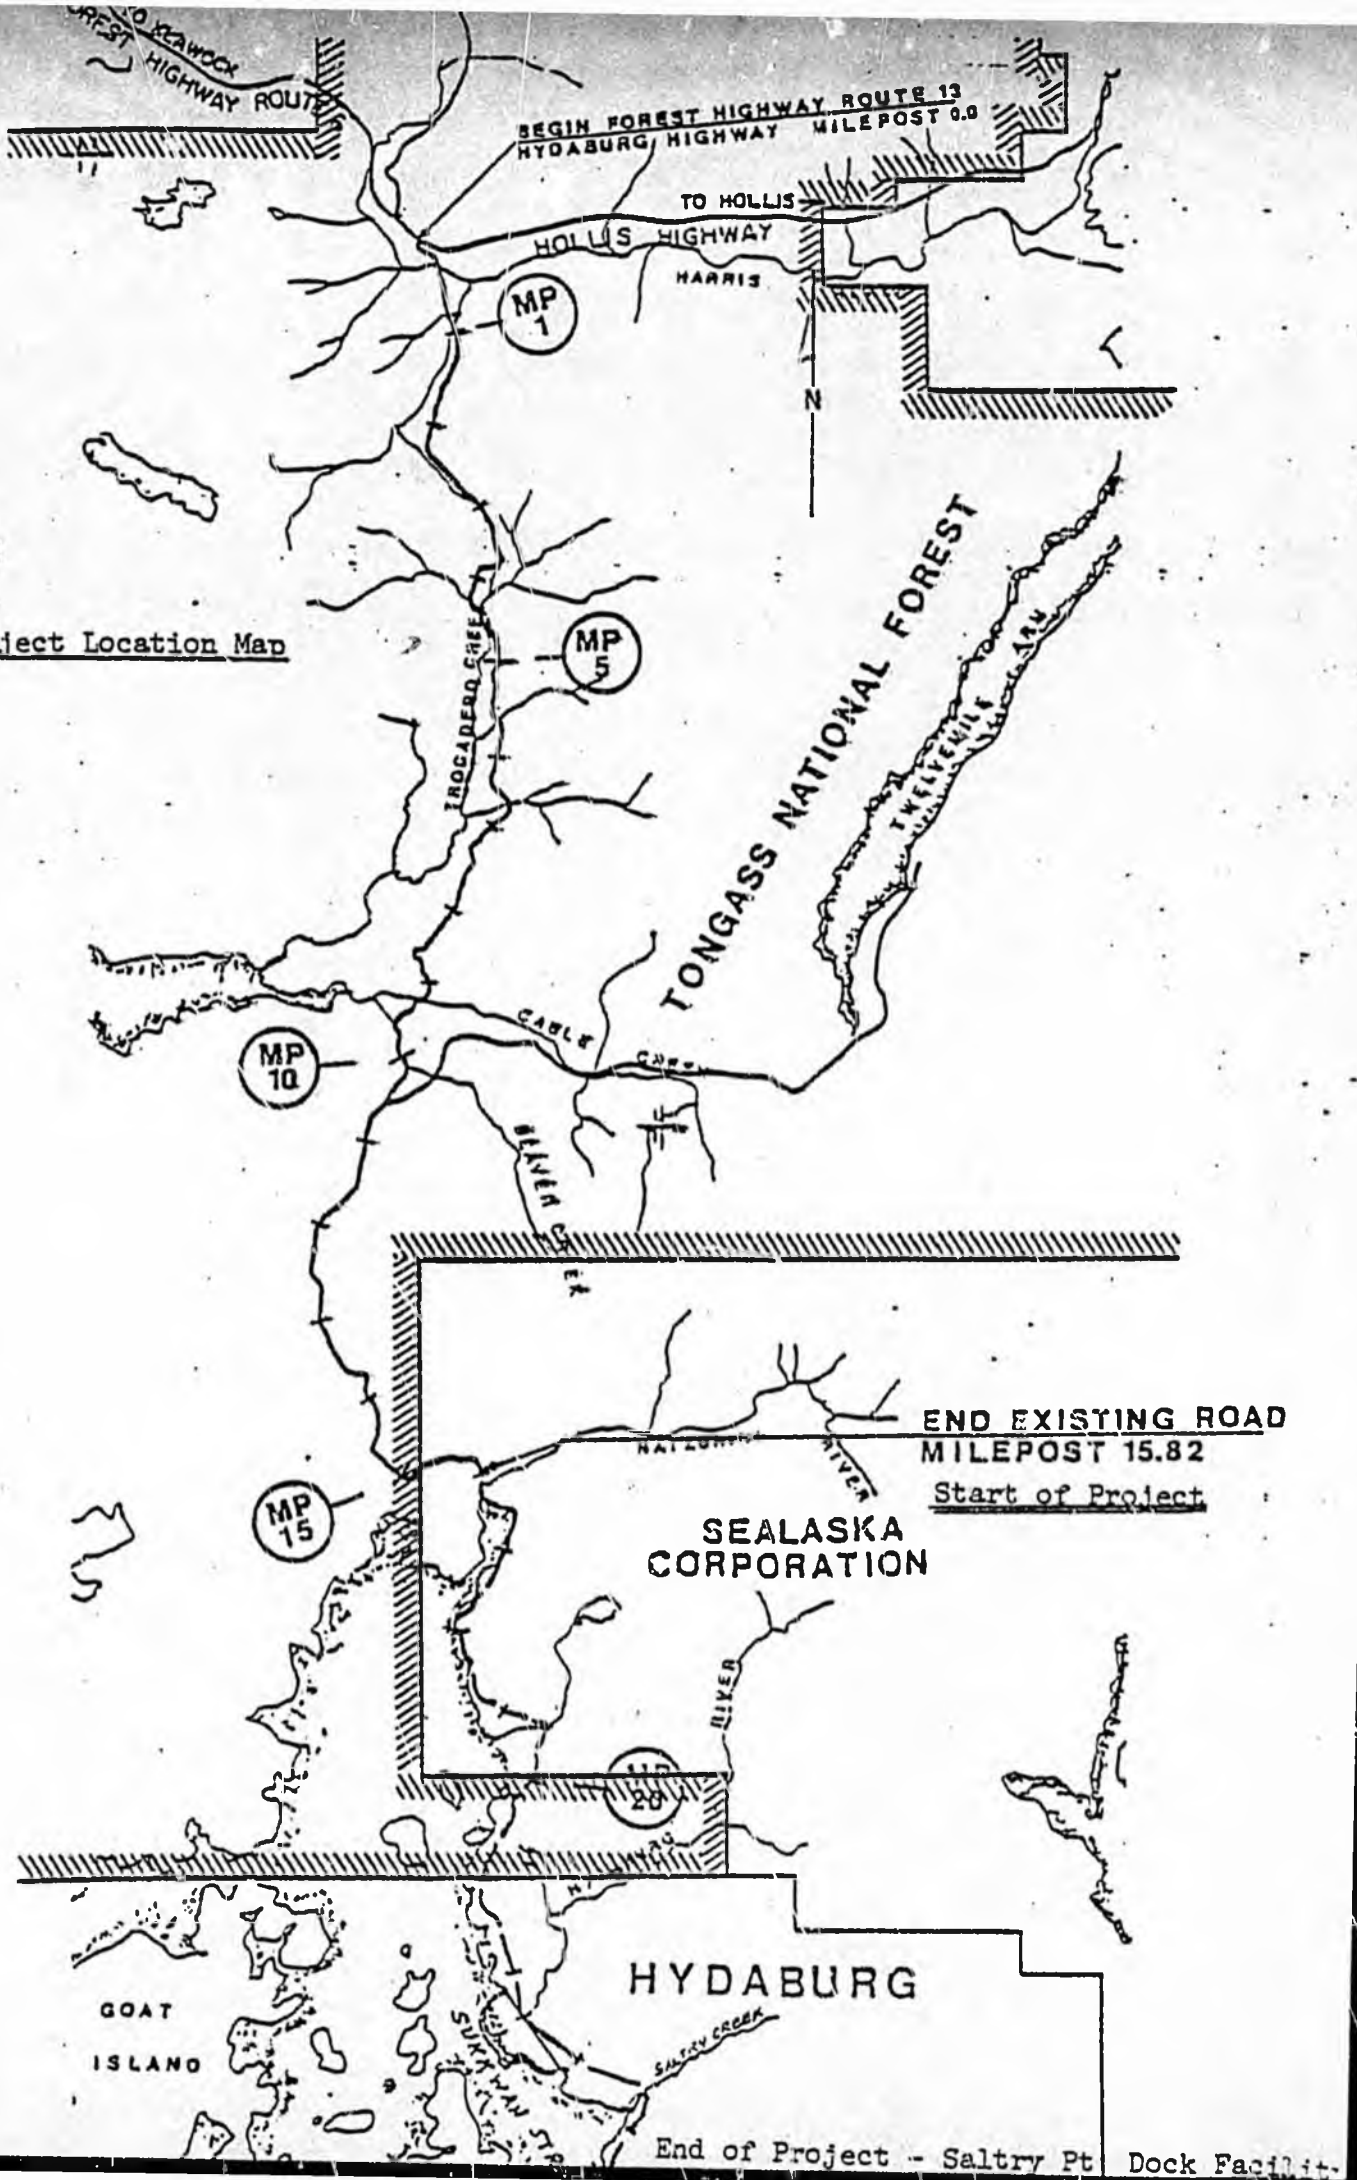 TO KLAWOCK
FOREST HIGHWAY ROUTE
BEGIN FOREST HIGHWAY ROUTE 13
HYDABURG HIGHWAY MILEPOST 0.0
TO HOLLIS
HOLLIS HIGHWAY
HARRIS
MP
1
N
TONGASS NATIONAL FOREST
ject Location Map
MP
5
TROCADERO CREE
TWELVEMILE ARM
CABLE
MP
10
BEAVER CREEK
END EXISTING ROAD
MILEPOST 15.82
Start of Project
RIVER
MP
15
SEALASKA
CORPORATION
RIVER
20
HYDABURG
GOAT
ISLAND
SUKKWAN STR
SALTRY CREEK
End of Project - Saltry Pt Dock Facilit